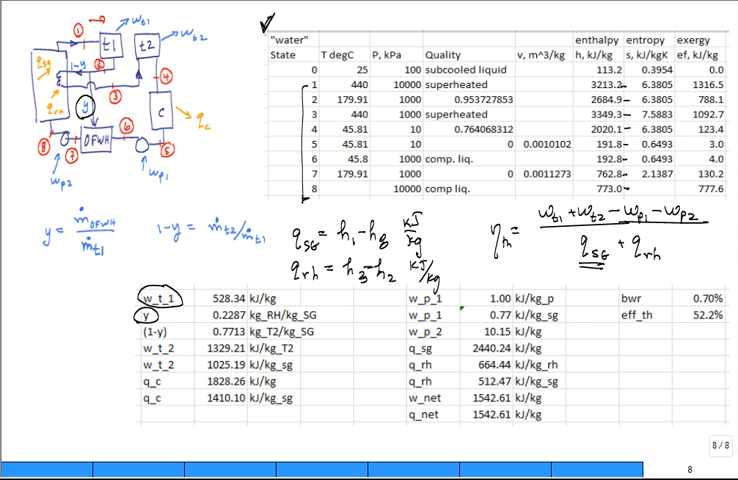 1
w_t1
t1
t2
w_t2
q_sg
1-y
2
4
3
q_rh
y
c
q_c
8
7
OFWH
6
5
w_p2
w_p1
y = ṁ_OFWH / ṁ_t1
1-y = ṁ_t2/ṁ_t1
"water" enthalpy entropy exergy
State T degC P, kPa Quality v, m^3/kg h, kJ/kg s, kJ/kgK ef, kJ/kg
0 25 100 subcooled liquid 113.2 0.3954 0.0
1 440 10000 superheated 3213.2 6.3805 1316.5
2 179.91 1000 0.953727853 2684.9 6.3805 788.1
3 440 1000 superheated 3349.3 7.5883 1092.7
4 45.81 10 0.764068312 2020.1 6.3805 123.4
5 45.81 10 0 0.0010102 191.8 0.6493 3.0
6 45.8 1000 comp. liq. 192.8 0.6493 4.0
7 179.91 1000 0 0.0011273 762.8 2.1387 130.2
8 10000 comp liq. 773.0 777.6
q_SG = h_1 - h_8 KJ/kg
q_rh = h_3 - h_2 KJ/kg
η_th = (w_t1 + w_t2 - w_p1 - w_p2) / (q_SG + q_rh)
w_t_1 528.34 kJ/kg w_p_1 1.00 kJ/kg_p bwr 0.70%
y 0.2287 kg_RH/kg_SG w_p_1 0.77 kJ/kg_sg eff_th 52.2%
(1-y) 0.7713 kg_T2/kg_SG w_p_2 10.15 kJ/kg
w_t_2 1329.21 kJ/kg_T2 q_sg 2440.24 kJ/kg
w_t_2 1025.19 kJ/kg_sg q_rh 664.44 kJ/kg_rh
q_c 1828.26 kJ/kg q_rh 512.47 kJ/kg_sg
q_c 1410.10 kJ/kg_sg w_net 1542.61 kJ/kg
q_net 1542.61 kJ/kg
8/8
8